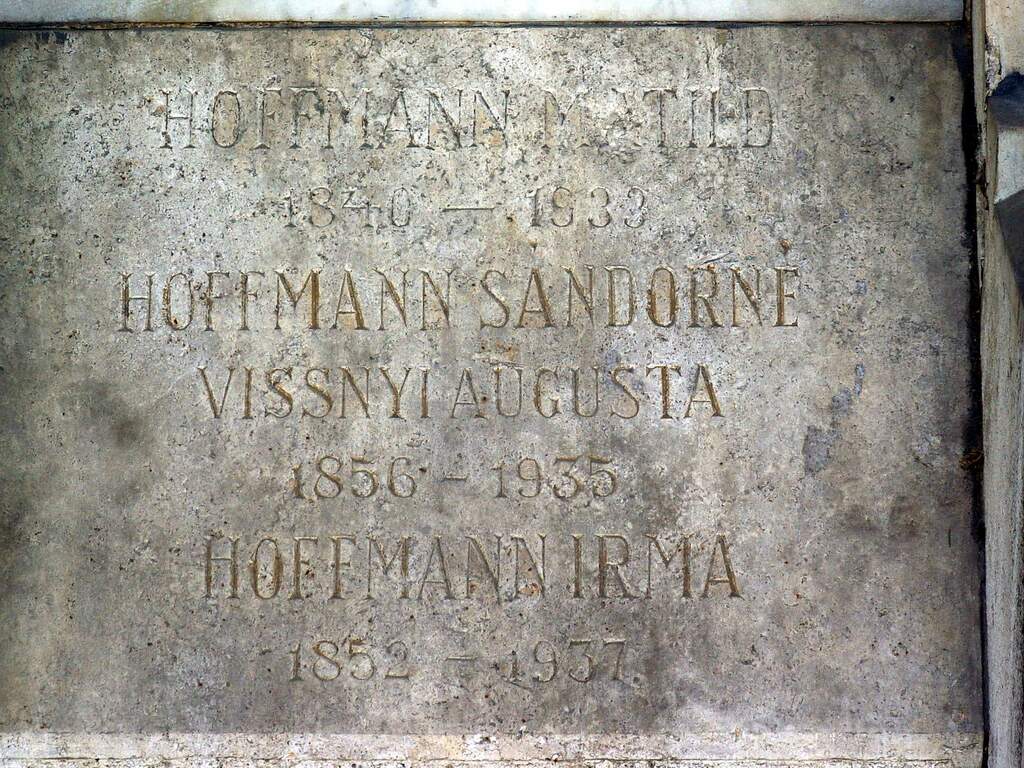 HOFFMANN MATILD
1840 — 1933
HOFFMANN SÁNDORNÉ
VISSNYI AUGUSTA
1856 - 1935
HOFFMANN IRMA
1852 - 1937.